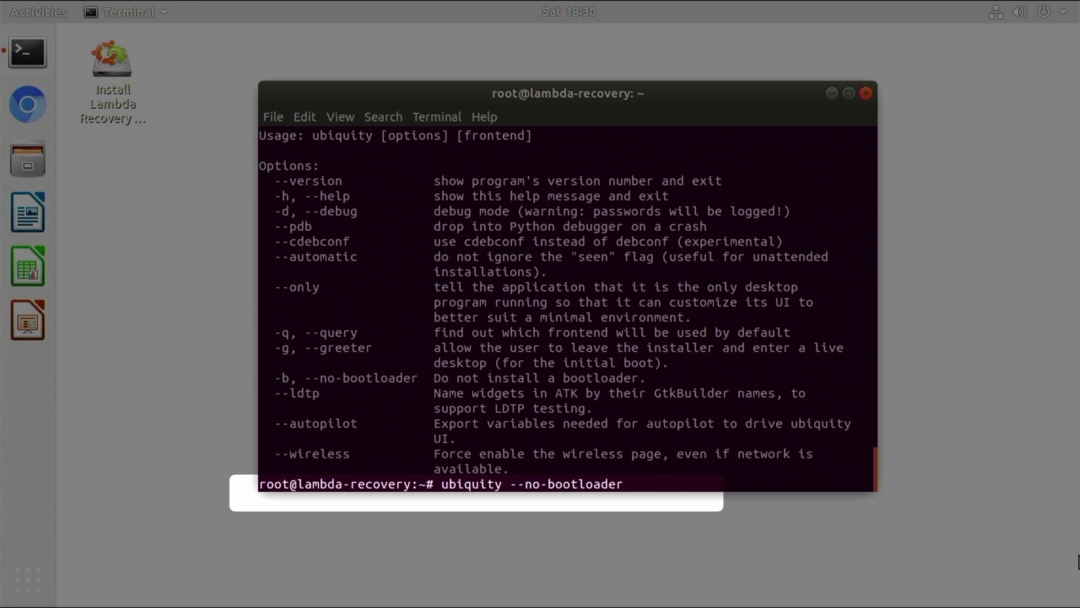 Activities
Terminal
Sat 18:30
Install
Lambda
Recovery ...
root@lambda-recovery: ~
File Edit View Search Terminal Help
Usage: ubiquity [options] [frontend]
Options:
--version show program's version number and exit
-h, --help show this help message and exit
-d, --debug debug mode (warning: passwords will be logged!)
--pdb drop into Python debugger on a crash
--cdebconf use cdebconf instead of debconf (experimental)
--automatic do not ignore the "seen" flag (useful for unattended
installations).
--only tell the application that it is the only desktop
program running so that it can customize its UI to
better suit a minimal environment.
-q, --query find out which frontend will be used by default
-g, --greeter allow the user to leave the installer and enter a live
desktop (for the initial boot).
-b, --no-bootloader Do not install a bootloader.
--ldtp Name widgets in ATK by their GtkBuilder names, to
support LDTP testing.
--autopilot Export variables needed for autopilot to drive ubiquity
UI.
--wireless Force enable the wireless page, even if network is
available.
root@lambda-recovery:~# ubiquity --no-bootloader